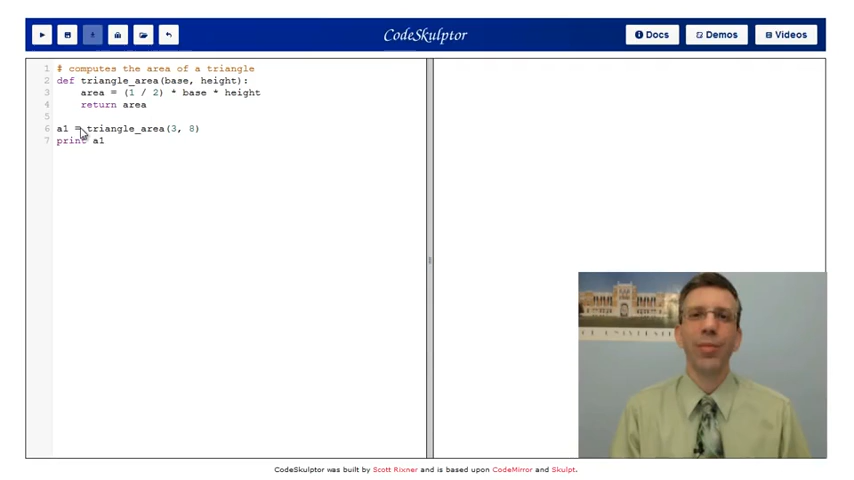 CodeSkulptor
Docs
Demos
Videos
1 # computes the area of a triangle
2 def triangle_area(base, height):
3 area = (1 / 2) * base * height
4 return area
5
6 a1 = triangle_area(3, 8)
7 print a1
CodeSkulptor was built by Scott Rixner and is based upon CodeMirror and Skulpt.